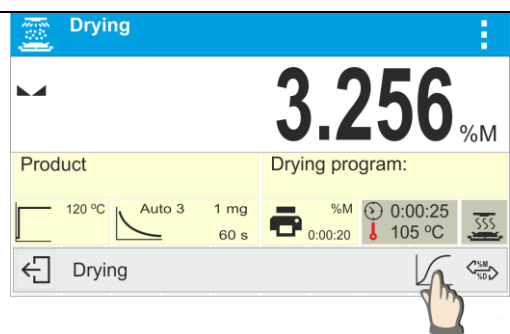 Drying
3.256 %M
Product
Drying program:
120 ºC
Auto 3 1 mg
60 s
%M
0:00:20
0:00:25
105 ºC
Drying
%M
%D